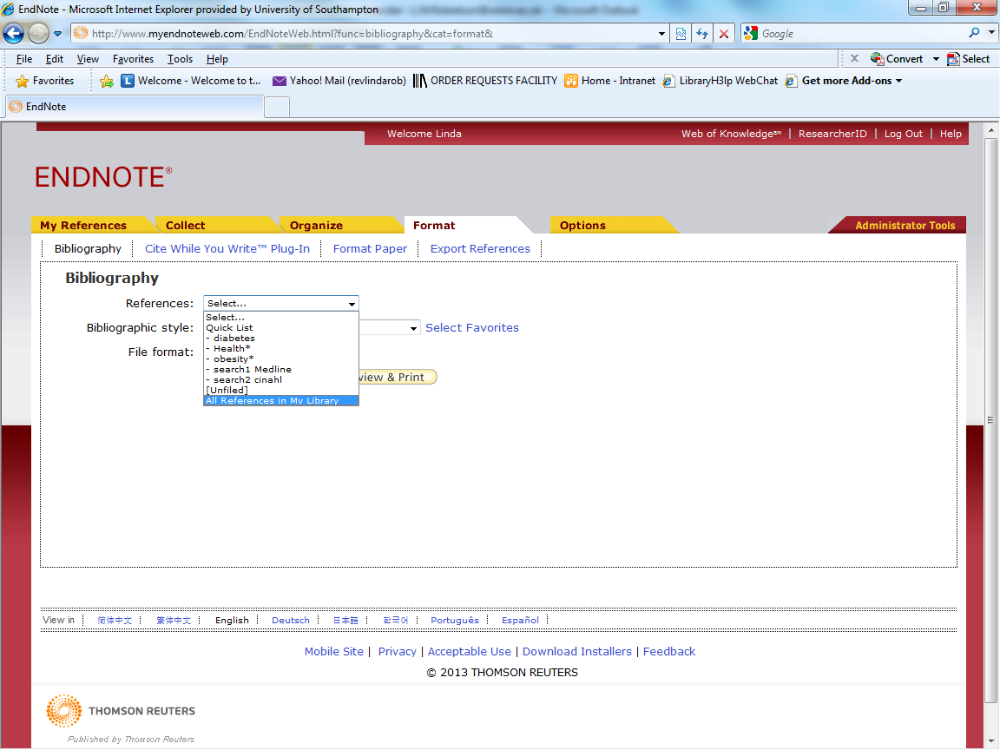 EndNote - Microsoft Internet Explorer provided by University of Southampton
http://www.myendnoteweb.com/EndNoteWeb.html?func=bibliography&cat=format& Google
File Edit View Favorites Tools Help Convert Select
Favorites Welcome - Welcome to t... Yahoo! Mail (revlindarob) ORDER REQUESTS FACILITY Home - Intranet LibraryH3lp WebChat Get more Add-ons
EndNote
Welcome Linda Web of Knowledge℠ | ResearcherID | Log Out | Help
ENDNOTE®
My References Collect Organize Format Options Administrator Tools
Bibliography Cite While You Write™ Plug-In Format Paper Export References
Bibliography
References: Select...
Select...
Bibliographic style: Select Favorites
Quick List
- diabetes
File format:
- Health*
- obesity*
- search1 Medline
view & Print
- search2 cinahl
[Unfiled]
All References in My Library
View in 简体中文 繁体中文 English Deutsch 日本語 한국어 Português Español
Mobile Site | Privacy | Acceptable Use | Download Installers | Feedback
© 2013 THOMSON REUTERS
THOMSON REUTERS
Published by Thomson Reuters